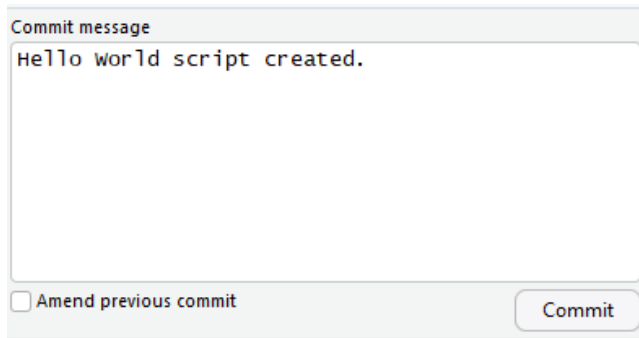 Commit message
Hello World script created.
Amend previous commit
Commit